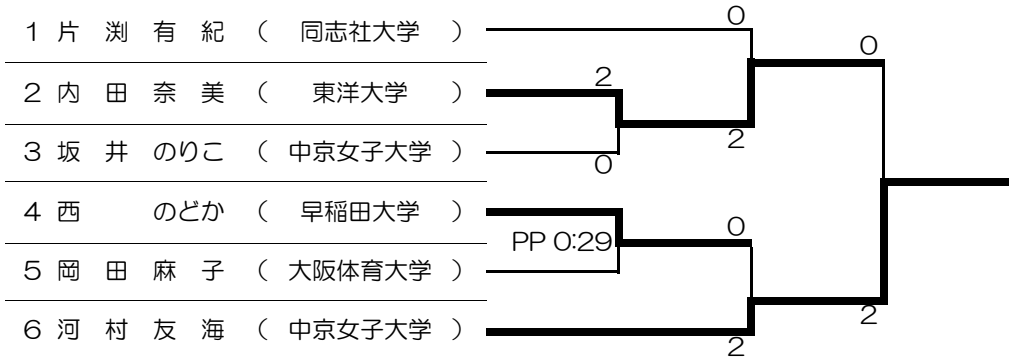 0
1 片 渕 有 紀 ( 同志社大学 )
0
2
2 内 田 奈 美 ( 東洋大学 )
2
3 坂 井 のりこ ( 中京女子大学 )
0
4 西 のどか ( 早稲田大学 )
0
PP 0:29
5 岡 田 麻 子 ( 大阪体育大学 )
2
6 河 村 友 海 ( 中京女子大学 )
2